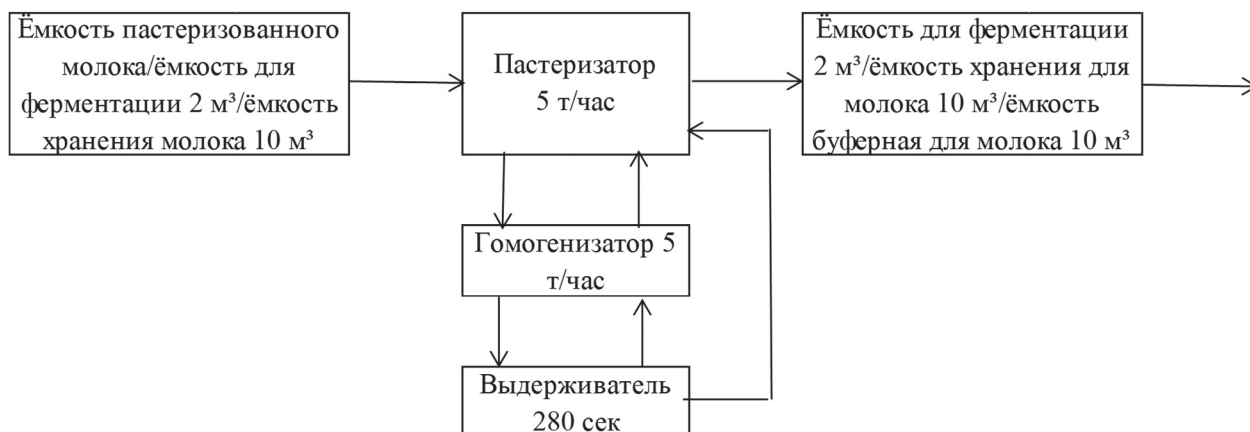 Ёмкость пастеризованного
молока/ёмкость для
ферментации 2 м³/ёмкость
хранения молока 10 м³
Пастеризатор
5 т/час
Ёмкость для ферментации
2 м³/ёмкость хранения для
молока 10 м³/ёмкость
буферная для молока 10 м³
Гомогенизатор 5
т/час
Выдерживатель
280 сек